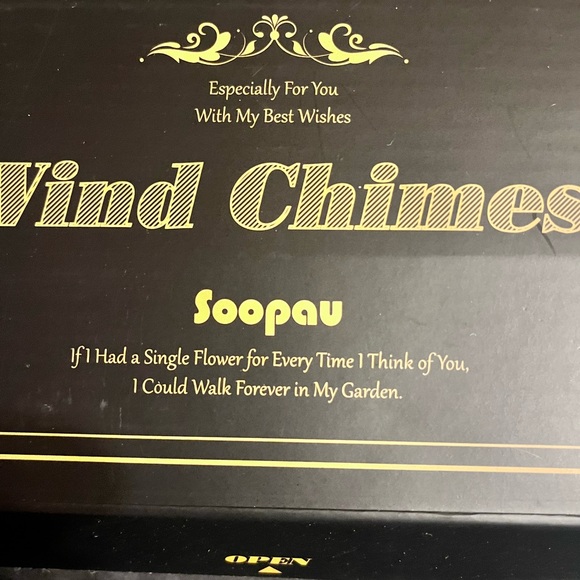 Especially For You
With My Best Wishes
Wind Chimes
Soopau
If I Had a Single Flower for Every Time I Think of You,
I Could Walk Forever in My Garden.
OPEN